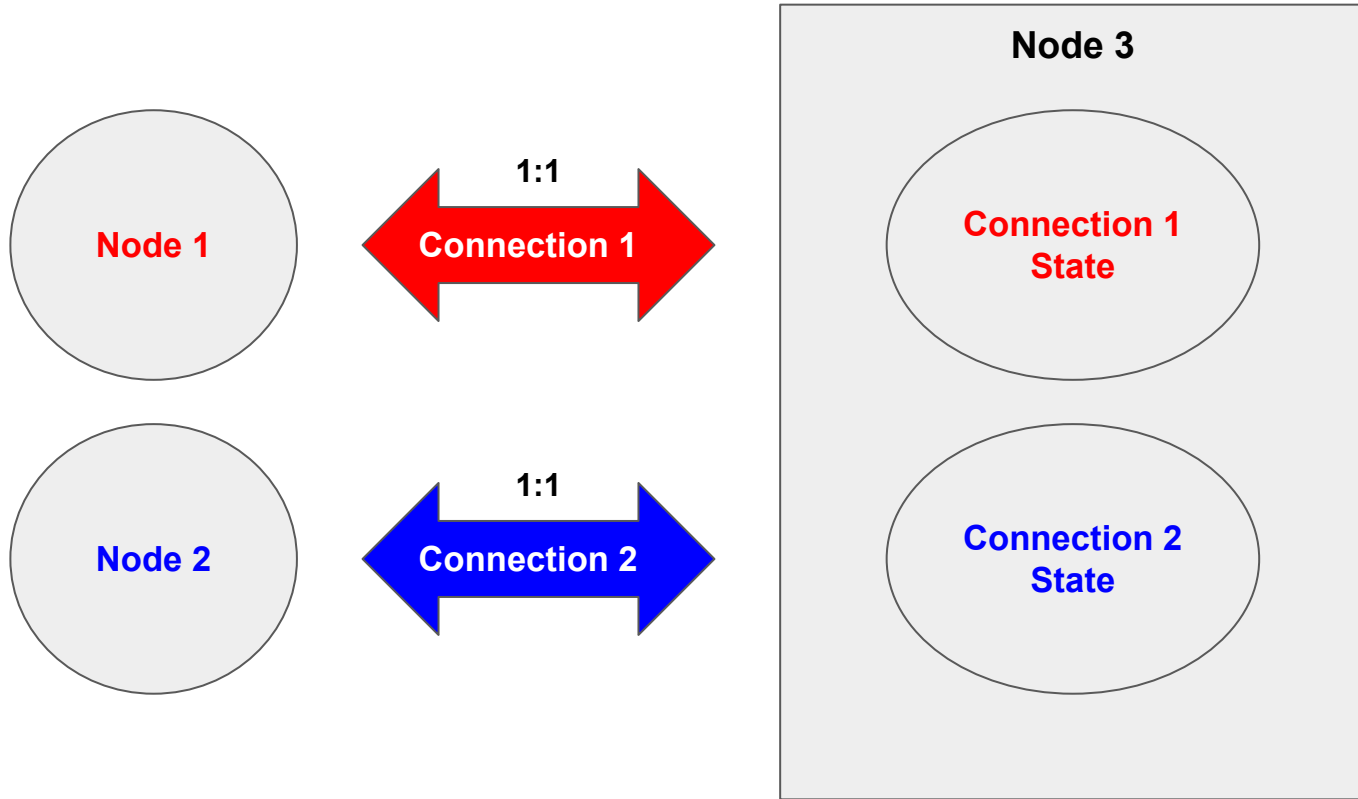 Node 3
1:1
Node 1
Connection 1
Connection 1
State
1:1
Node 2
Connection 2
Connection 2
State